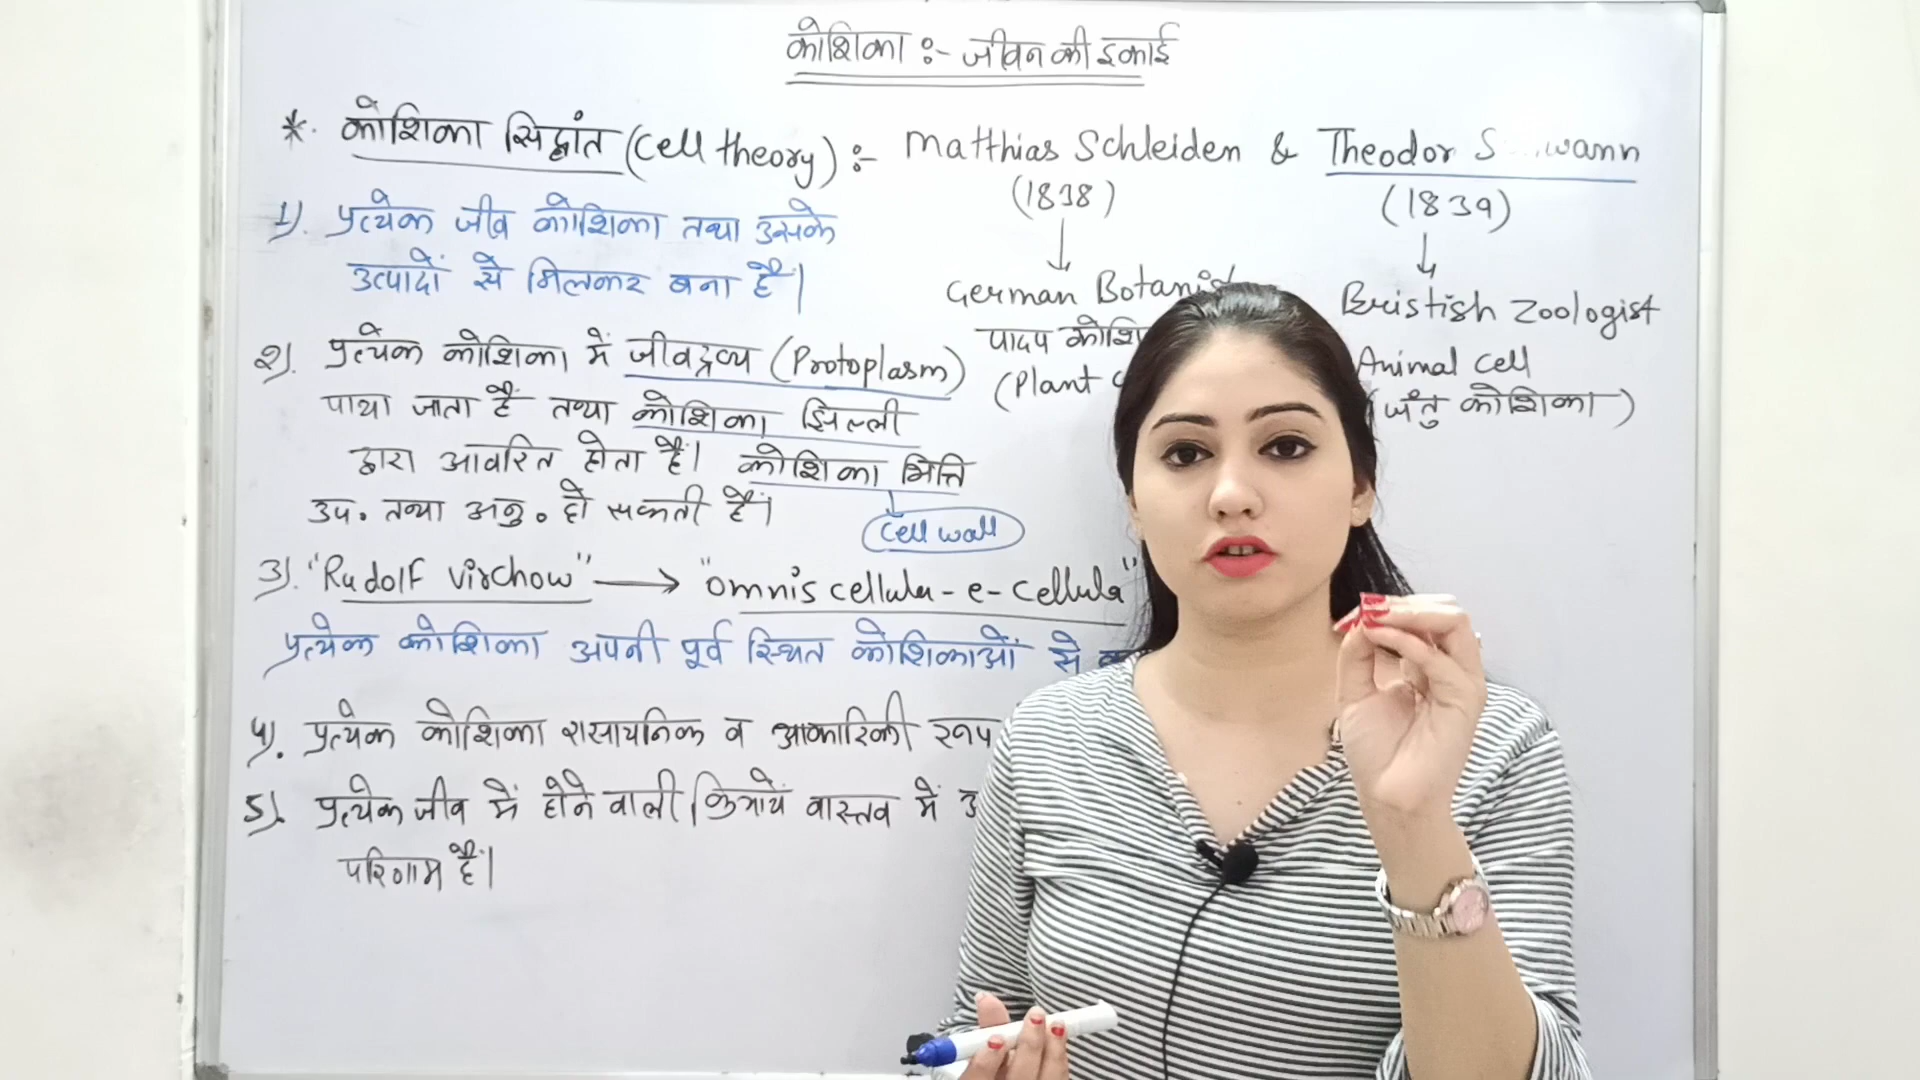 कोशिका :- जीवन की इकाई
*. कोशिका सिद्धांत (Cell theory) :- Matthias Schleiden & Theodor S wann
(1838)
(1839)
1). प्रत्येक जीव कोशिका तथा उसके
उत्पादों से मिलकर बना है।
German Botanist
Bristish Zoologist
पादप कोशि
(Plant c
Animal cell
(जंतु कोशिका)
2). प्रत्येक कोशिका में जीवद्रव्य (Protoplasm)
पाया जाता है तथा कोशिका झिल्ली
द्वारा आवरित होता है। कोशिका भित्ति
उप. तथा अनु. हो सकती है।
Cell wall
3). "Rudolf Virchow" → "omnis cellula-e-cellula"
प्रत्येक कोशिका अपनी पूर्व स्थित कोशिकाओं से
4). प्रत्येक कोशिका रासायनिक व आकारिकी रूप
5). प्रत्येक जीव में होने वाली क्रियायें वास्तव में
परिणाम है।